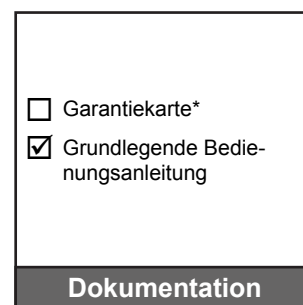 Garantiekarte*
Grundlegende Bedie-
nungsanleitung
Dokumentation